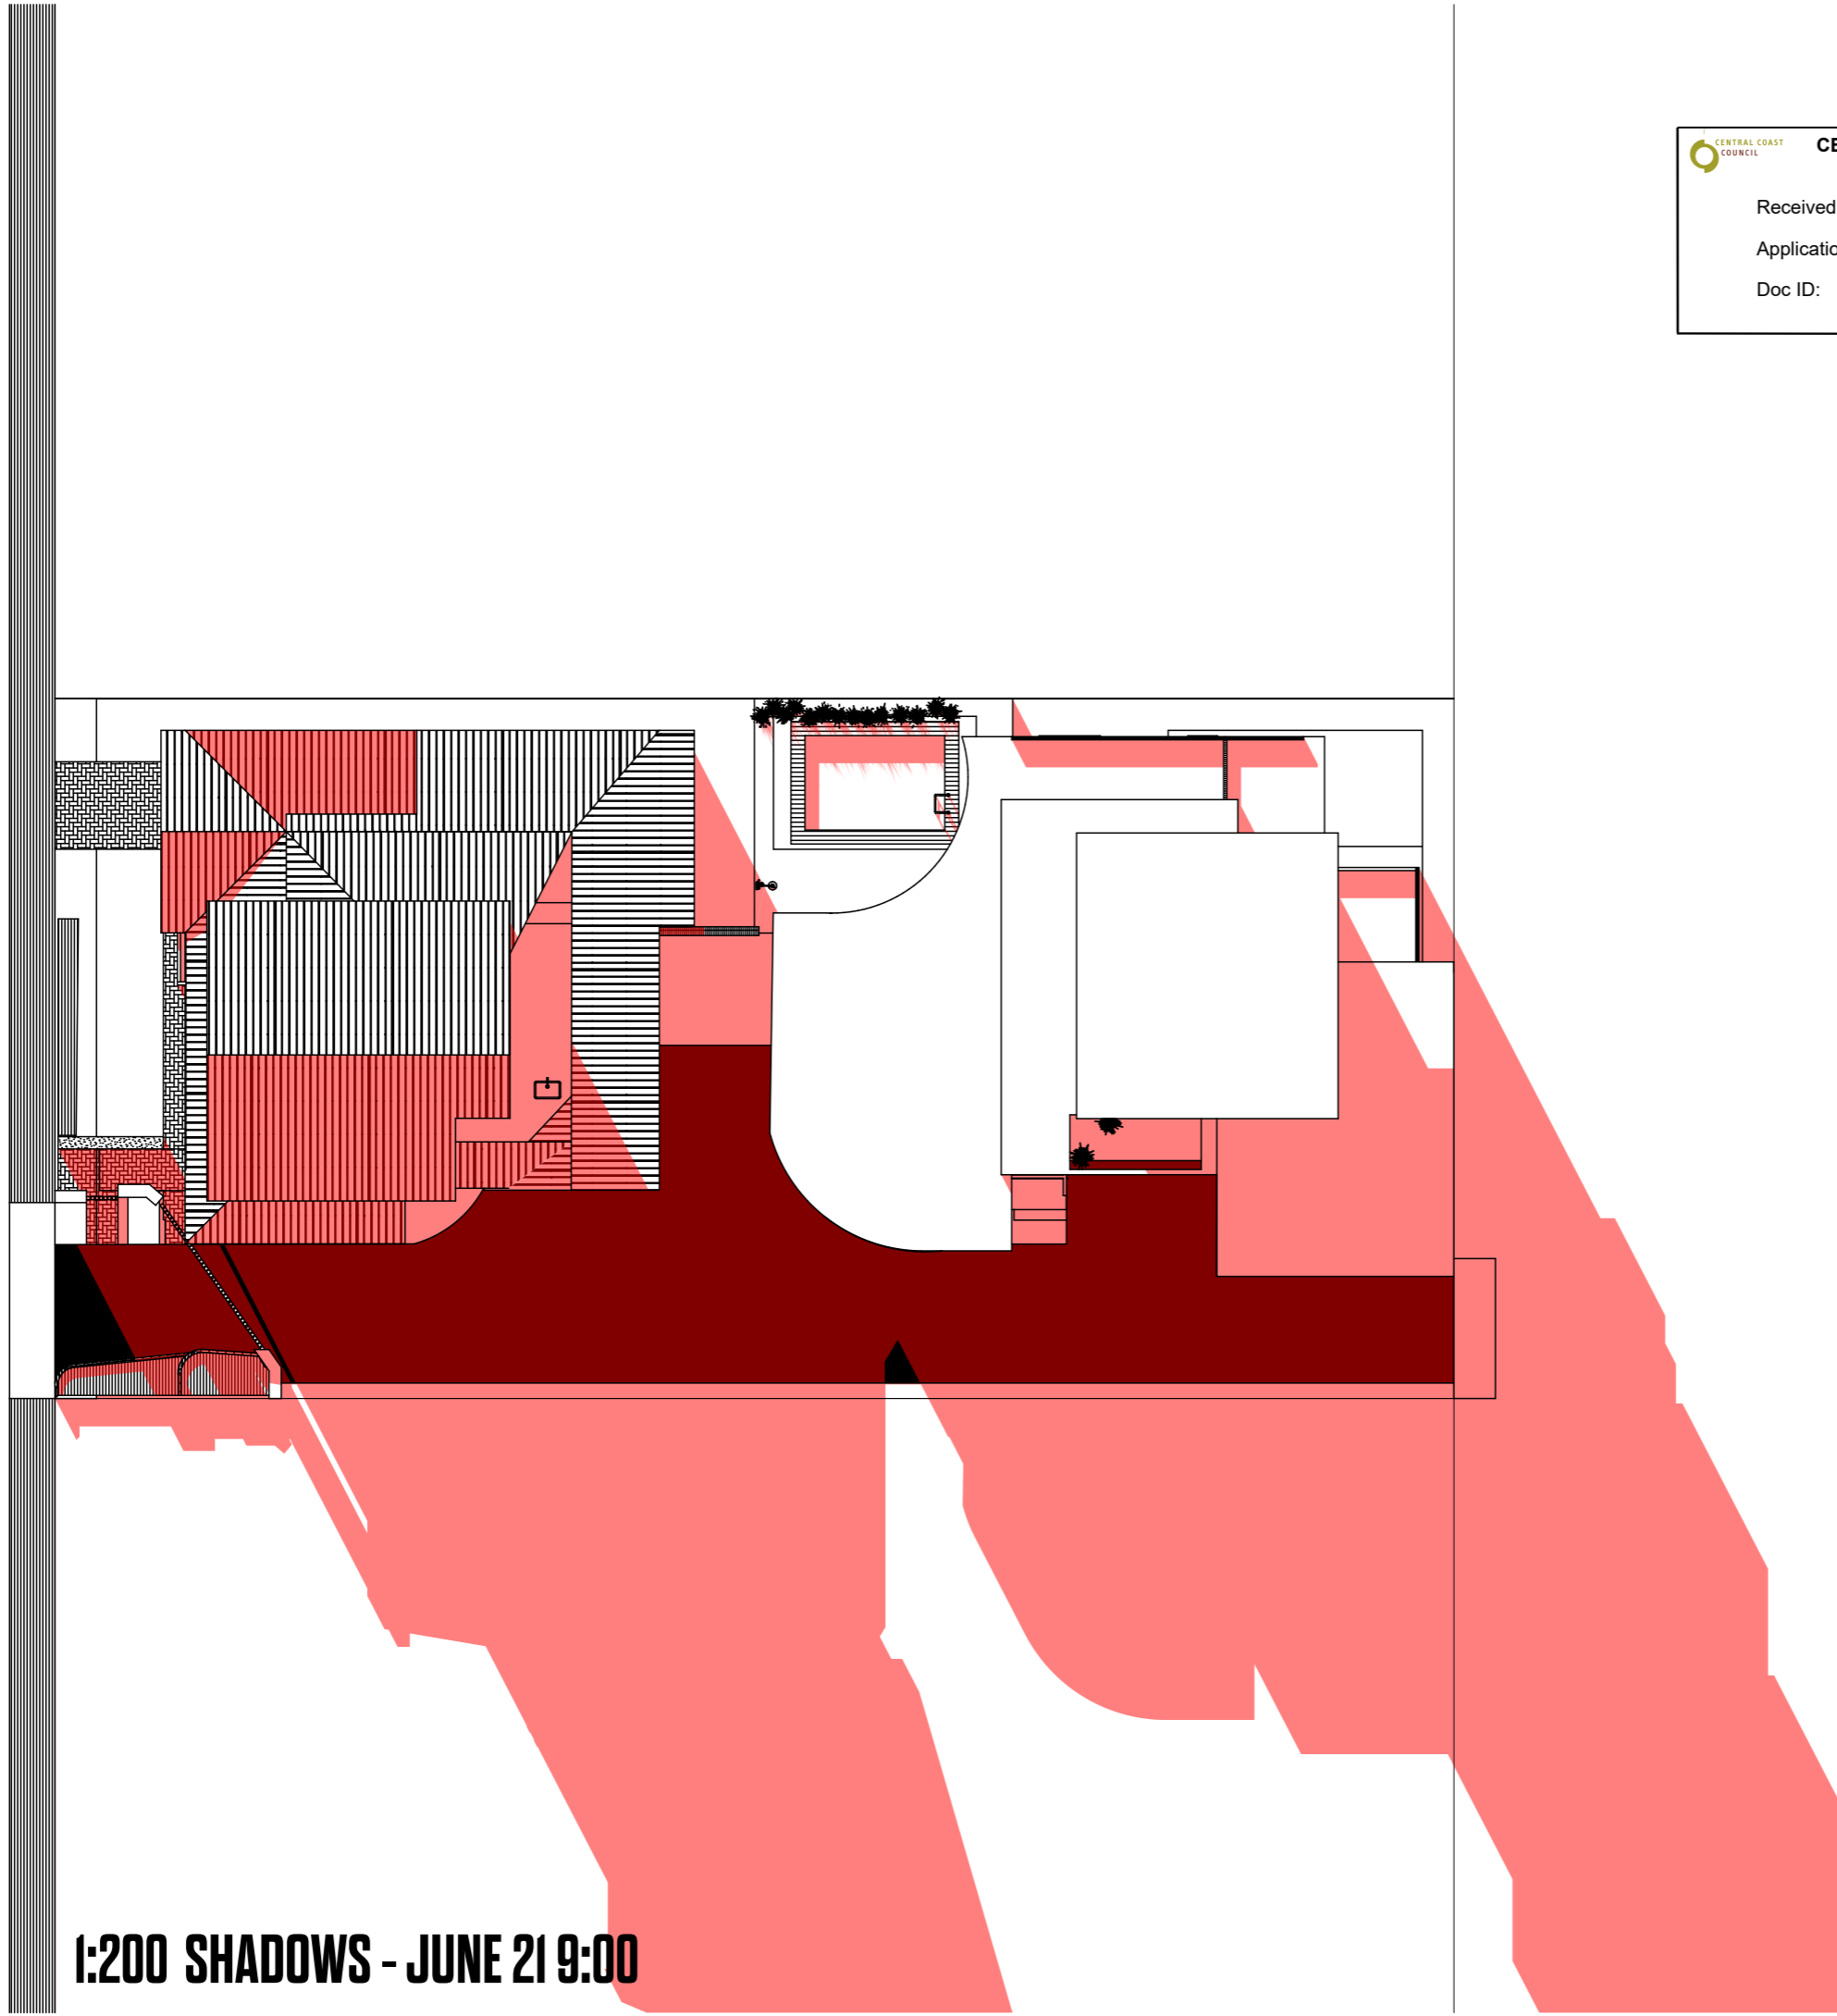 CENTRAL COAST
COUNCIL
Received
Doc ID:
1:200 SHADOWS - JUNE 21 9:00